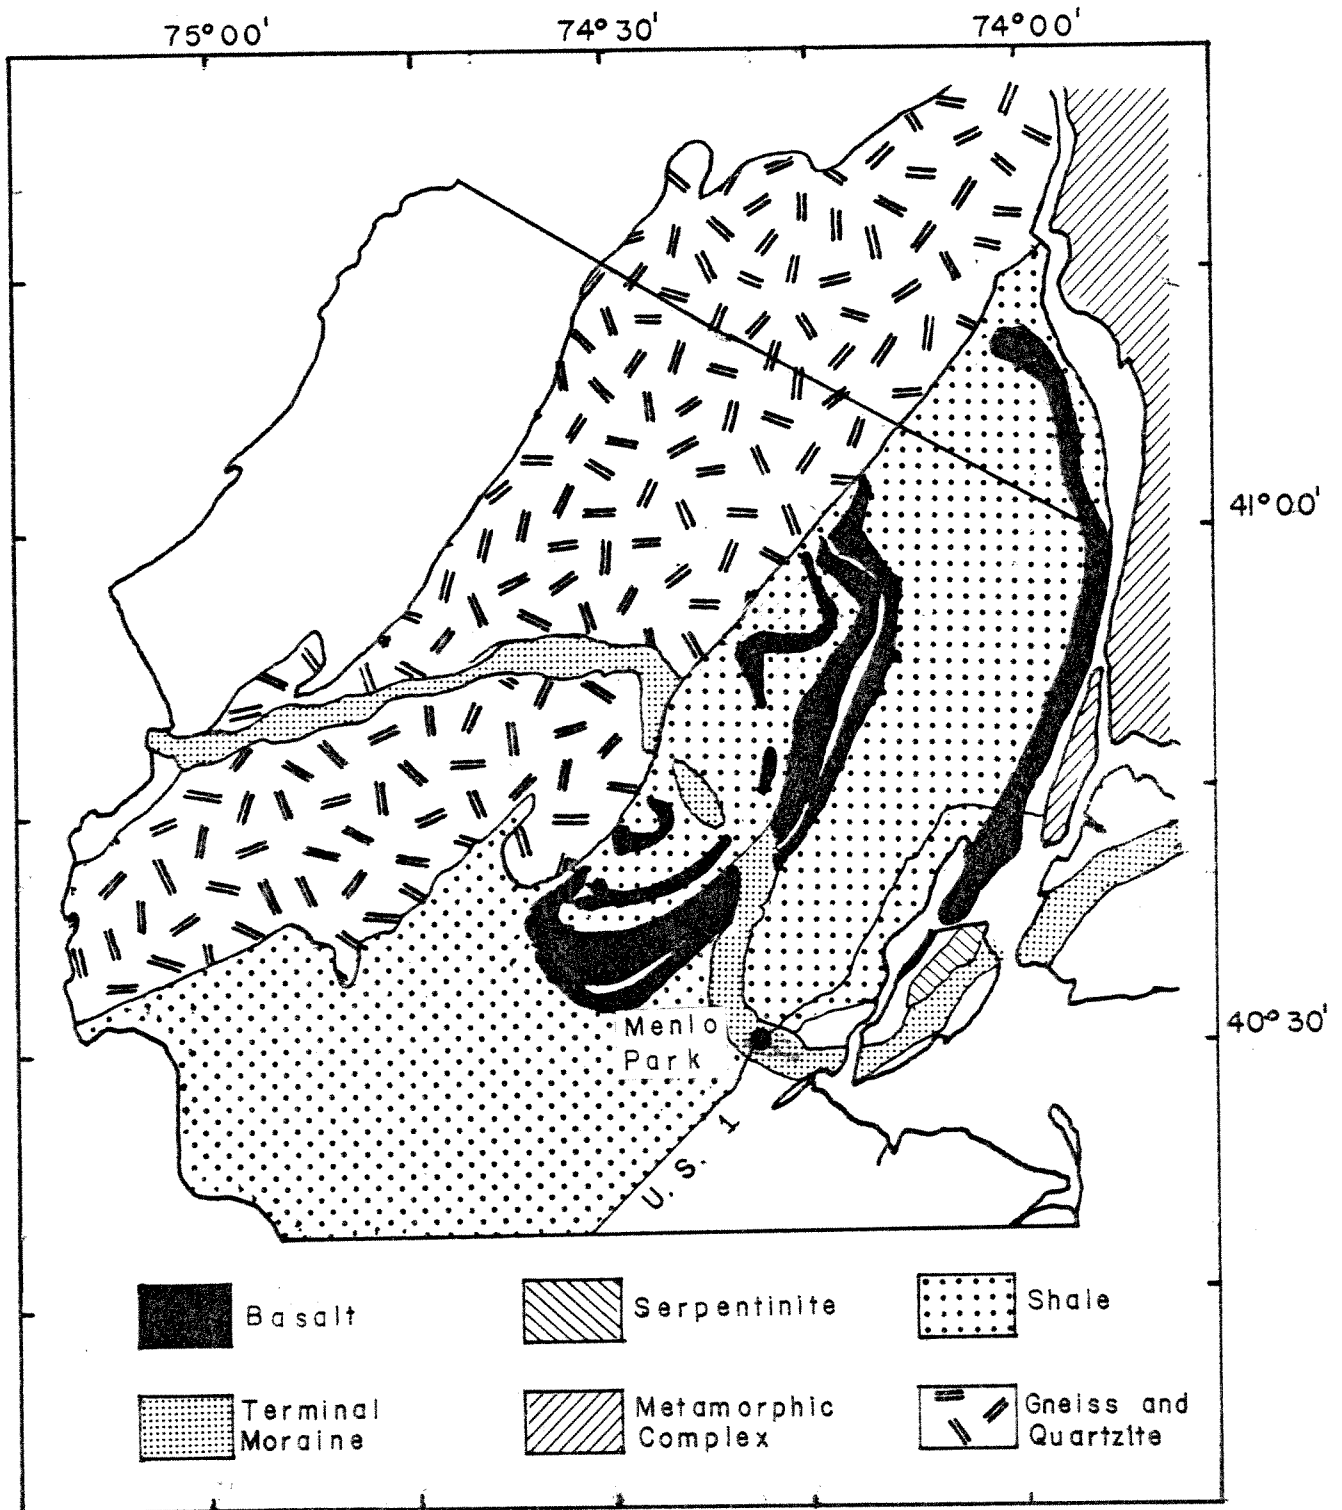 75°00'
74°30'
74°00'
41°00'
40°30'
Menlo
Park
U.S. 1
Basalt
Serpentinite
Shale
Terminal
Moraine
Metamorphic
Complex
Gneiss and
Quartzite